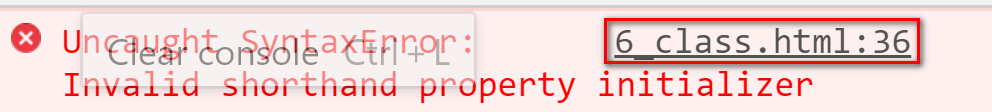 Uncaught SyntaxError: 6_class.html:36
Clear console Ctrl + L
Invalid shorthand property initializer